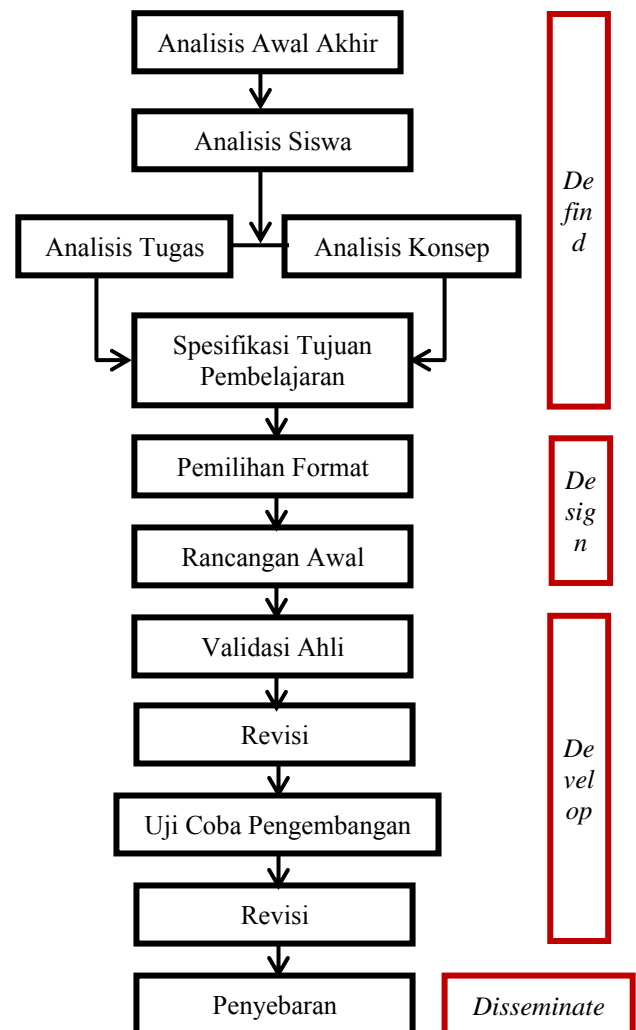 Analisis Awal Akhir
Analisis Siswa
De
fin
d
Analisis Tugas
Analisis Konsep
Spesifikasi Tujuan
Pembelajaran
Pemilihan Format
De
sig
n
Rancangan Awal
Validasi Ahli
Revisi
De
vel
op
Uji Coba Pengembangan
Revisi
Penyebaran
Disseminate